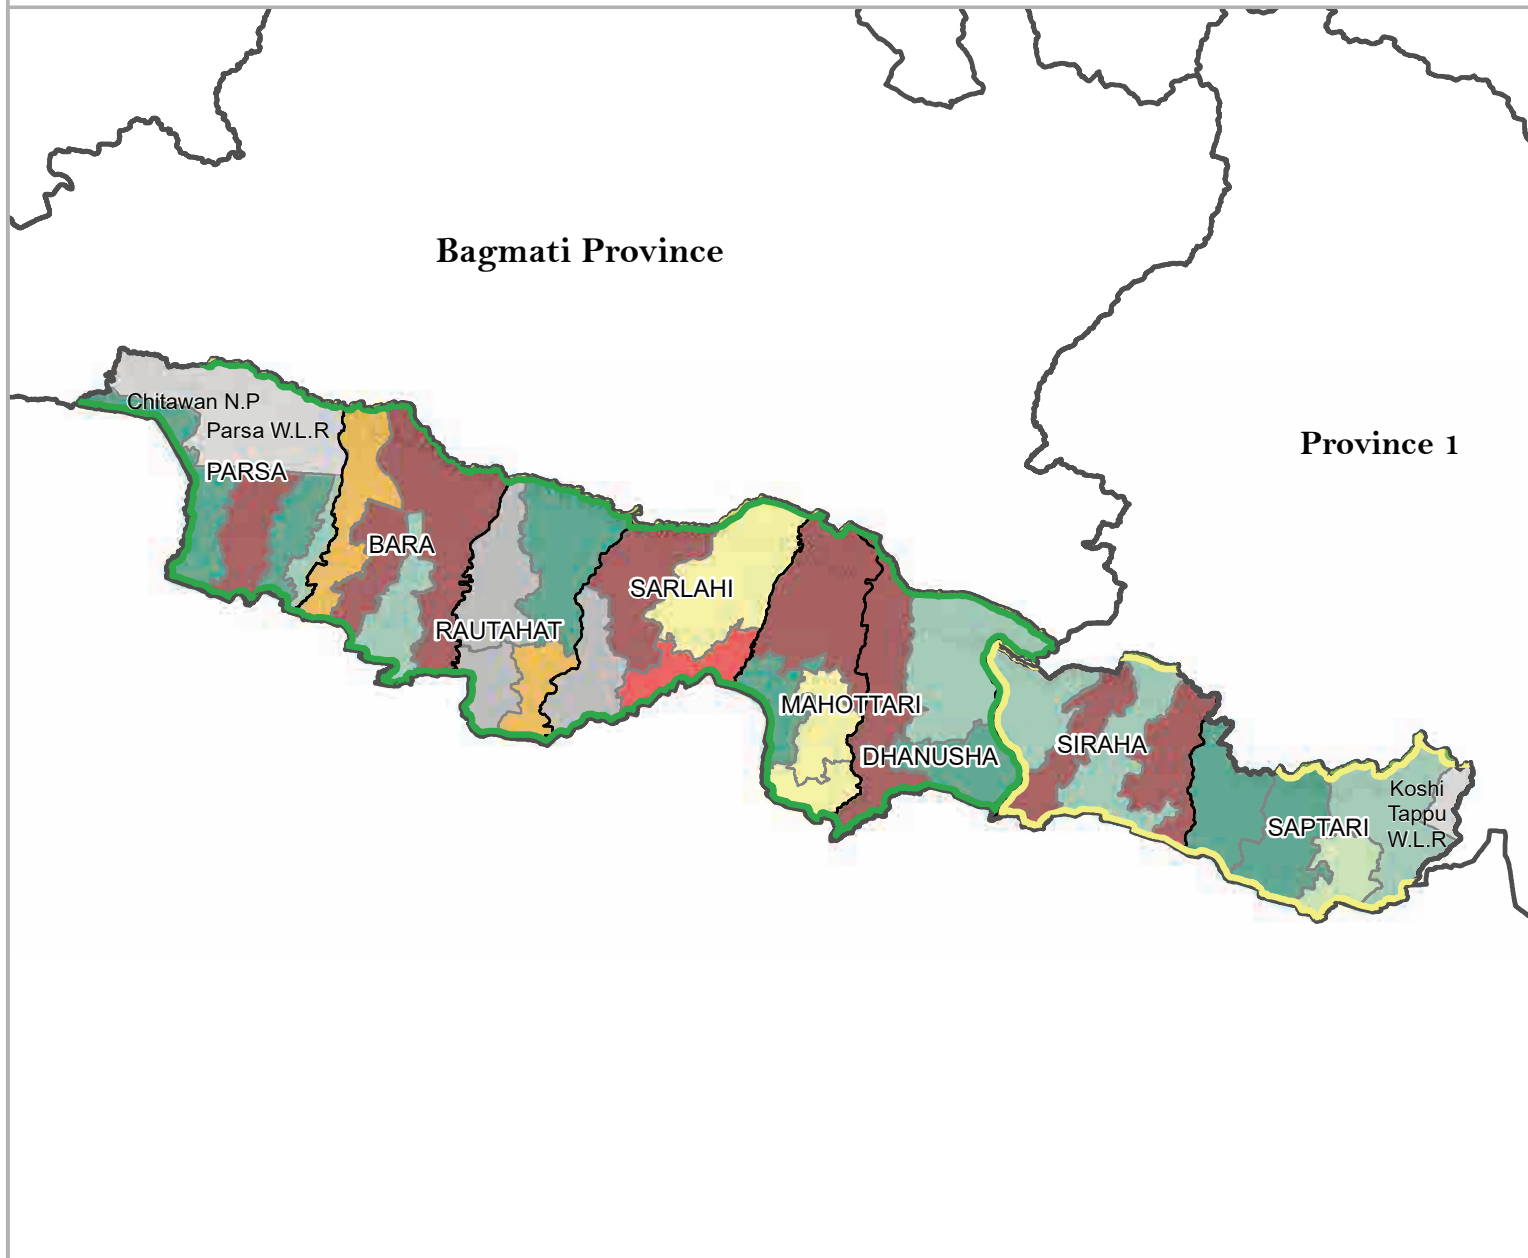 Bagmati Province
Province 1
Chitawan N.P
Parsa W.L.R
PARSA
BARA
RAUTAHAT
SARLAHI
MAHOTTARI
DHANUSHA
SIRAHA
SAPTARI
Koshi
Tappu
W.L.R